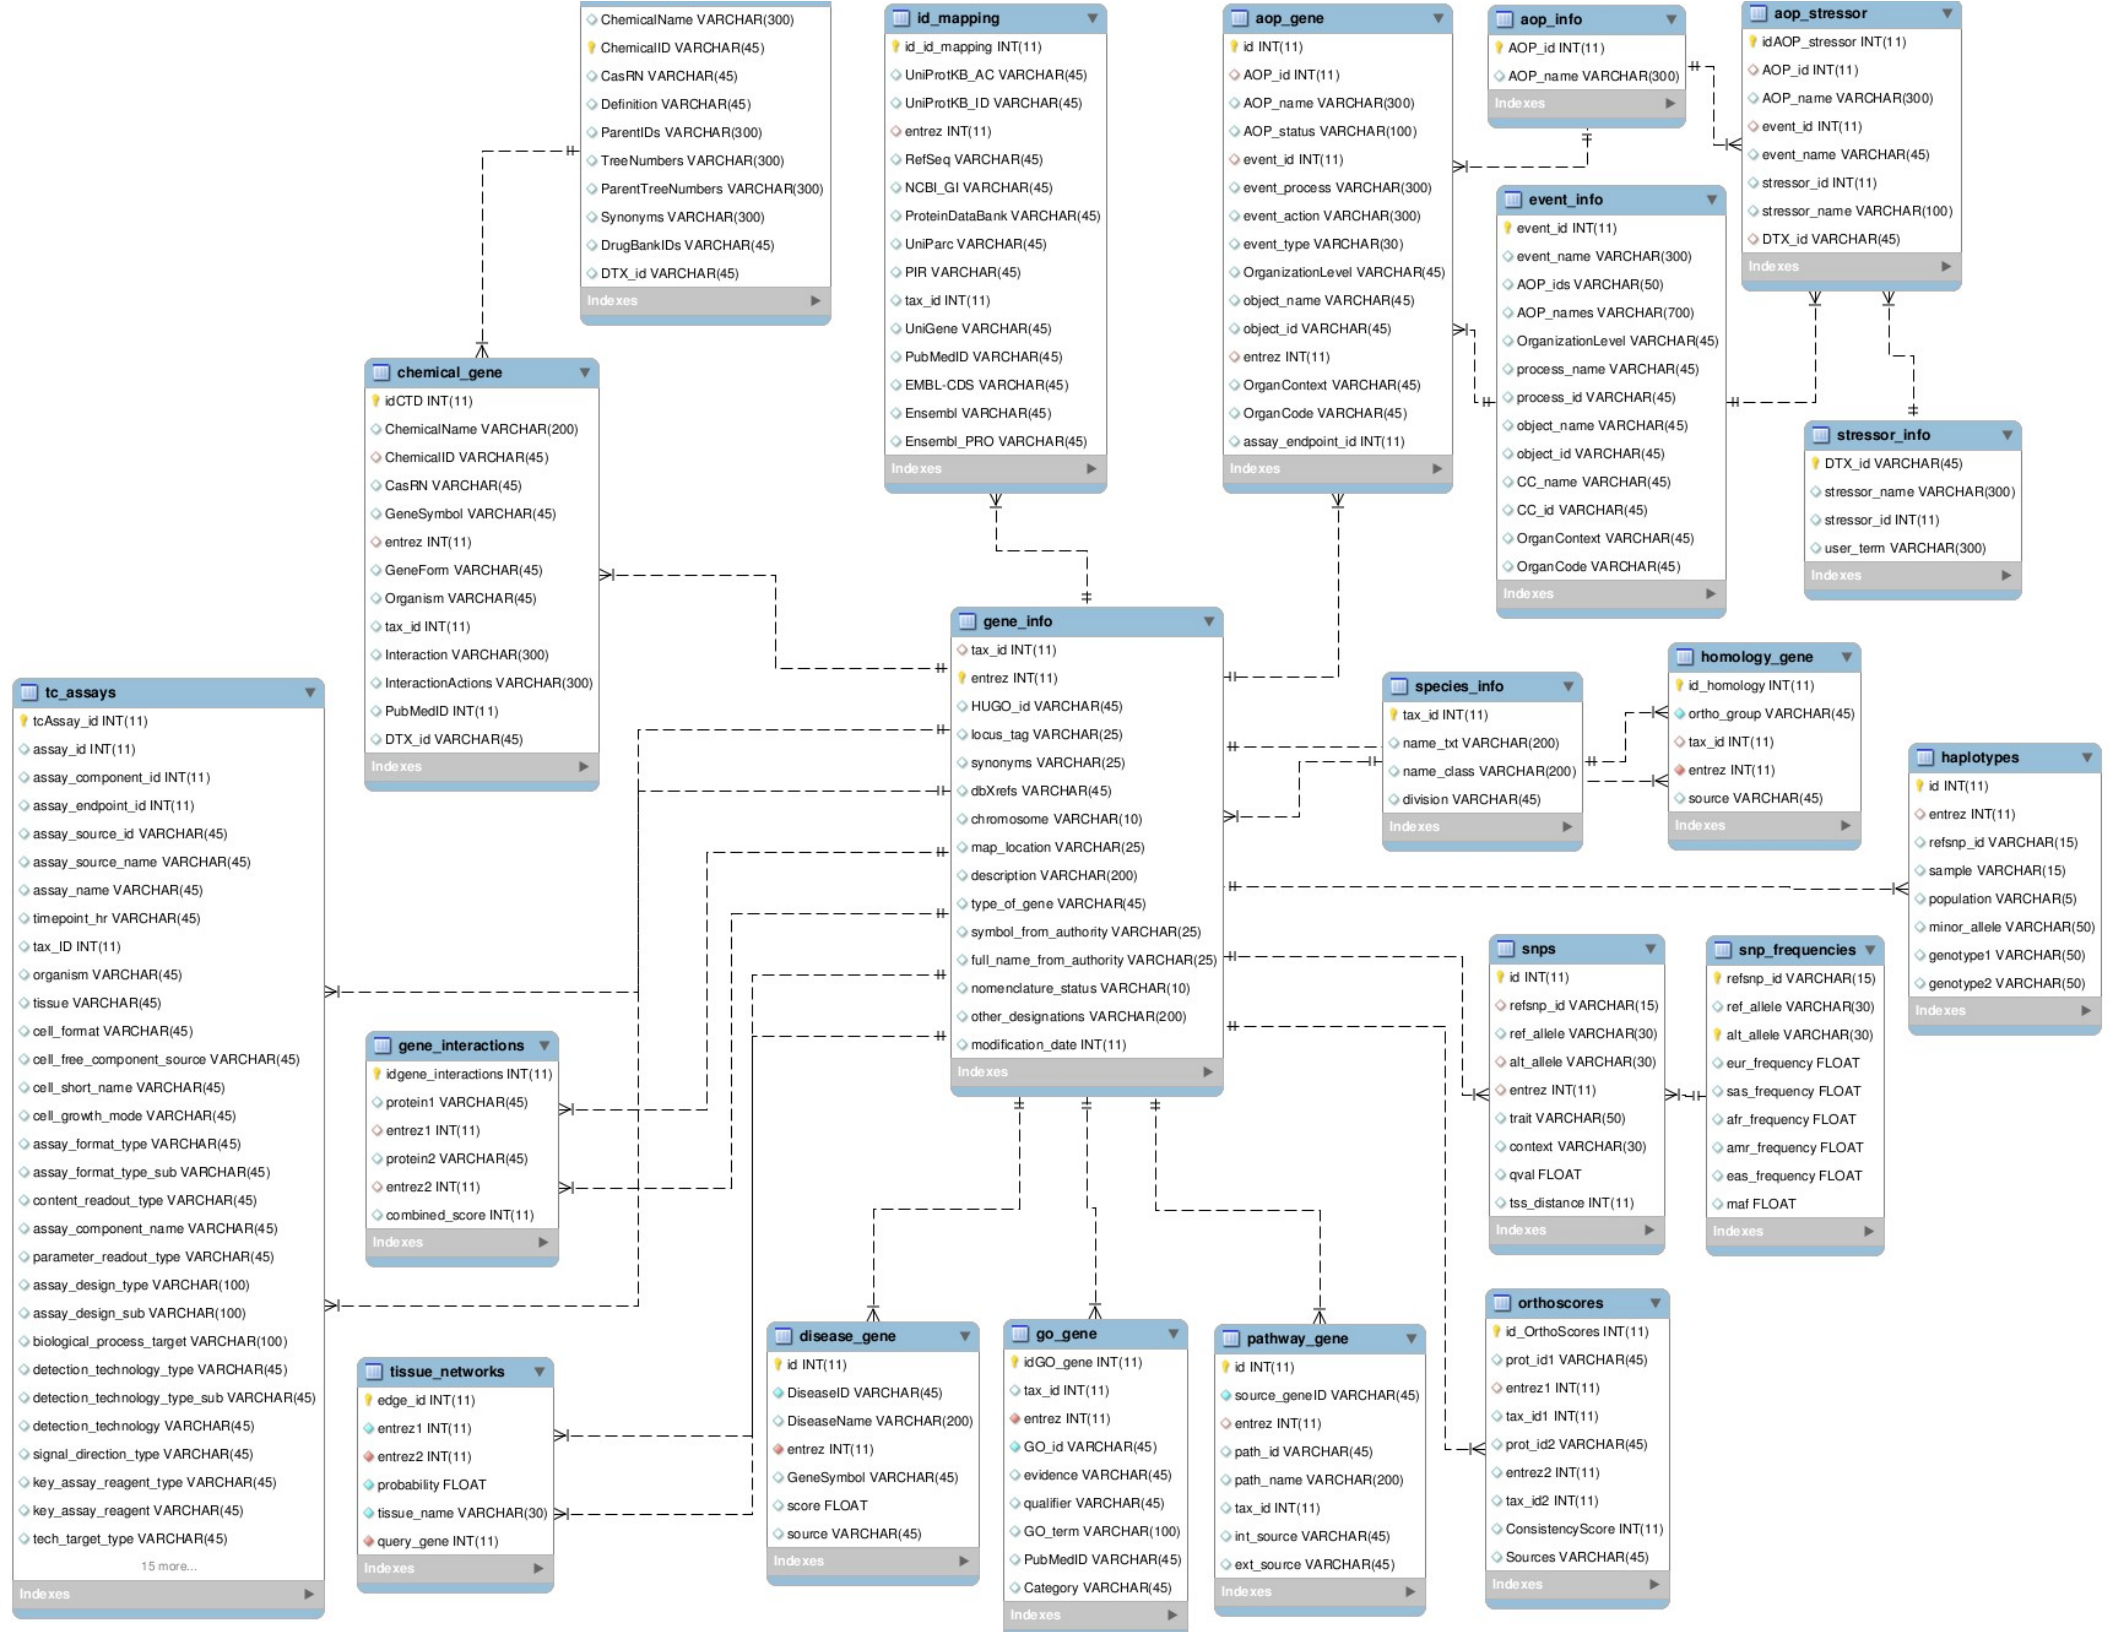 ChemicalName VARCHAR(300)
ChemicalID VARCHAR(45)
CasRN VARCHAR(45)
Definition VARCHAR(45)
ParentIDs VARCHAR(300)
TreeNumbers VARCHAR(300)
ParentTreeNumbers VARCHAR(300)
Synonyms VARCHAR(300)
DrugBankIDs VARCHAR(45)
DTX_id VARCHAR(45)
Indexes
id_mapping
id_id_mapping INT(11)
UniProtKB_AC VARCHAR(45)
UniProtKB_ID VARCHAR(45)
entrez INT(11)
RefSeq VARCHAR(45)
NCBI_GI VARCHAR(45)
ProteinDataBank VARCHAR(45)
UniParc VARCHAR(45)
PIR VARCHAR(45)
tax_id INT(11)
UniGene VARCHAR(45)
PubMedID VARCHAR(45)
EMBL-CDS VARCHAR(45)
Ensembl VARCHAR(45)
Ensembl_PRO VARCHAR(45)
Indexes
aop_gene
id INT(11)
AOP_id INT(11)
AOP_name VARCHAR(300)
AOP_status VARCHAR(100)
event_id INT(11)
event_process VARCHAR(300)
event_action VARCHAR(300)
event_type VARCHAR(30)
OrganizationLevel VARCHAR(45)
object_name VARCHAR(45)
object_id VARCHAR(45)
entrez INT(11)
OrganContext VARCHAR(45)
OrganCode VARCHAR(45)
assay_endpoint_id INT(11)
Indexes
aop_info
AOP_id INT(11)
AOP_name VARCHAR(300)
Indexes
aop_stressor
idAOP_stressor INT(11)
AOP_id INT(11)
AOP_name VARCHAR(300)
event_id INT(11)
event_name VARCHAR(45)
stressor_id INT(11)
stressor_name VARCHAR(100)
DTX_id VARCHAR(45)
Indexes
event_info
event_id INT(11)
event_name VARCHAR(300)
AOP_ids VARCHAR(50)
AOP_names VARCHAR(700)
OrganizationLevel VARCHAR(45)
process_name VARCHAR(45)
process_id VARCHAR(45)
object_name VARCHAR(45)
object_id VARCHAR(45)
CC_name VARCHAR(45)
CC_id VARCHAR(45)
OrganContext VARCHAR(45)
OrganCode VARCHAR(45)
Indexes
stressor_info
DTX_id VARCHAR(45)
stressor_name VARCHAR(300)
stressor_id INT(11)
user_term VARCHAR(300)
Indexes
chemical_gene
idCTD INT(11)
ChemicalName VARCHAR(200)
ChemicalID VARCHAR(45)
CasRN VARCHAR(45)
GeneSymbol VARCHAR(45)
entrez INT(11)
GeneForm VARCHAR(45)
Organism VARCHAR(45)
tax_id INT(11)
Interaction VARCHAR(300)
InteractionActions VARCHAR(300)
PubMedID INT(11)
DTX_id VARCHAR(45)
Indexes
gene_info
tax_id INT(11)
entrez INT(11)
HUGO_id VARCHAR(45)
locus_tag VARCHAR(25)
synonyms VARCHAR(25)
dbXrefs VARCHAR(45)
chromosome VARCHAR(10)
map_location VARCHAR(25)
description VARCHAR(200)
type_of_gene VARCHAR(45)
symbol_from_authority VARCHAR(25)
full_name_from_authority VARCHAR(25)
nomenclature_status VARCHAR(10)
other_designations VARCHAR(200)
modification_date INT(11)
Indexes
species_info
tax_id INT(11)
name_txt VARCHAR(200)
name_class VARCHAR(200)
division VARCHAR(45)
Indexes
homology_gene
id_homology INT(11)
ortho_group VARCHAR(45)
tax_id INT(11)
entrez INT(11)
source VARCHAR(45)
Indexes
haplotypes
id INT(11)
entrez INT(11)
refsnp_id VARCHAR(15)
sample VARCHAR(15)
population VARCHAR(5)
minor_allele VARCHAR(50)
genotype1 VARCHAR(50)
genotype2 VARCHAR(50)
Indexes
tc_assays
tcAssay_id INT(11)
assay_id INT(11)
assay_component_id INT(11)
assay_endpoint_id INT(11)
assay_source_id VARCHAR(45)
assay_source_name VARCHAR(45)
assay_name VARCHAR(45)
timepoint_hr VARCHAR(45)
tax_ID INT(11)
organism VARCHAR(45)
tissue VARCHAR(45)
cell_format VARCHAR(45)
cell_free_component_source VARCHAR(45)
cell_short_name VARCHAR(45)
cell_growth_mode VARCHAR(45)
assay_format_type VARCHAR(45)
assay_format_type_sub VARCHAR(45)
content_readout_type VARCHAR(45)
assay_component_name VARCHAR(45)
parameter_readout_type VARCHAR(45)
assay_design_type VARCHAR(100)
assay_design_sub VARCHAR(100)
biological_process_target VARCHAR(100)
detection_technology_type VARCHAR(45)
detection_technology_type_sub VARCHAR(45)
detection_technology VARCHAR(45)
signal_direction_type VARCHAR(45)
key_assay_reagent_type VARCHAR(45)
key_assay_reagent VARCHAR(45)
tech_target_type VARCHAR(45)
15 more...
Indexes
gene_interactions
idgene_interactions INT(11)
protein1 VARCHAR(45)
entrez1 INT(11)
protein2 VARCHAR(45)
entrez2 INT(11)
combined_score INT(11)
Indexes
snps
id INT(11)
refsnp_id VARCHAR(15)
ref_allele VARCHAR(30)
alt_allele VARCHAR(30)
entrez INT(11)
trait VARCHAR(50)
context VARCHAR(30)
qval FLOAT
tss_distance INT(11)
Indexes
snp_frequencies
refsnp_id VARCHAR(15)
ref_allele VARCHAR(30)
alt_allele VARCHAR(30)
eur_frequency FLOAT
sas_frequency FLOAT
afr_frequency FLOAT
amr_frequency FLOAT
eas_frequency FLOAT
maf FLOAT
Indexes
tissue_networks
edge_id INT(11)
entrez1 INT(11)
entrez2 INT(11)
probability FLOAT
tissue_name VARCHAR(30)
query_gene INT(11)
Indexes
disease_gene
id INT(11)
DiseaseID VARCHAR(45)
DiseaseName VARCHAR(200)
entrez INT(11)
GeneSymbol VARCHAR(45)
score FLOAT
source VARCHAR(45)
Indexes
go_gene
idGO_gene INT(11)
tax_id INT(11)
entrez INT(11)
GO_id VARCHAR(45)
evidence VARCHAR(45)
qualifier VARCHAR(45)
GO_term VARCHAR(100)
PubMedID VARCHAR(45)
Category VARCHAR(45)
Indexes
pathway_gene
id INT(11)
source_geneID VARCHAR(45)
entrez INT(11)
path_id VARCHAR(45)
path_name VARCHAR(200)
tax_id INT(11)
int_source VARCHAR(45)
ext_source VARCHAR(45)
Indexes
orthoscores
id_OrthoScores INT(11)
prot_id1 VARCHAR(45)
entrez1 INT(11)
tax_id1 INT(11)
prot_id2 VARCHAR(45)
entrez2 INT(11)
tax_id2 INT(11)
ConsistencyScore INT(11)
Sources VARCHAR(45)
Indexes